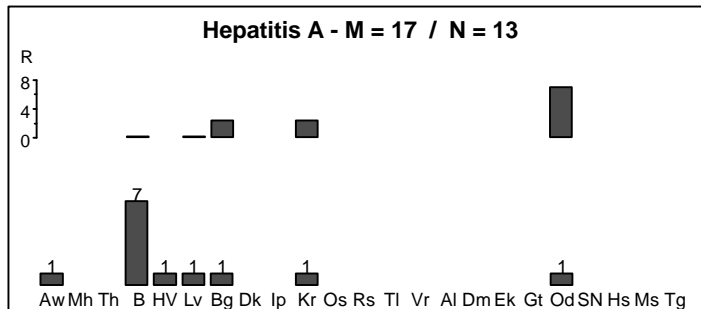 Hepatitis A - M = 17 / N = 13
R
8
4
0
7
1 1 1 1 1 1
Aw Mh Th B HV Lv Bg Dk Ip Kr Os Rs Tl Vr Al Dm Ek Gt Od SN Hs Ms Tg